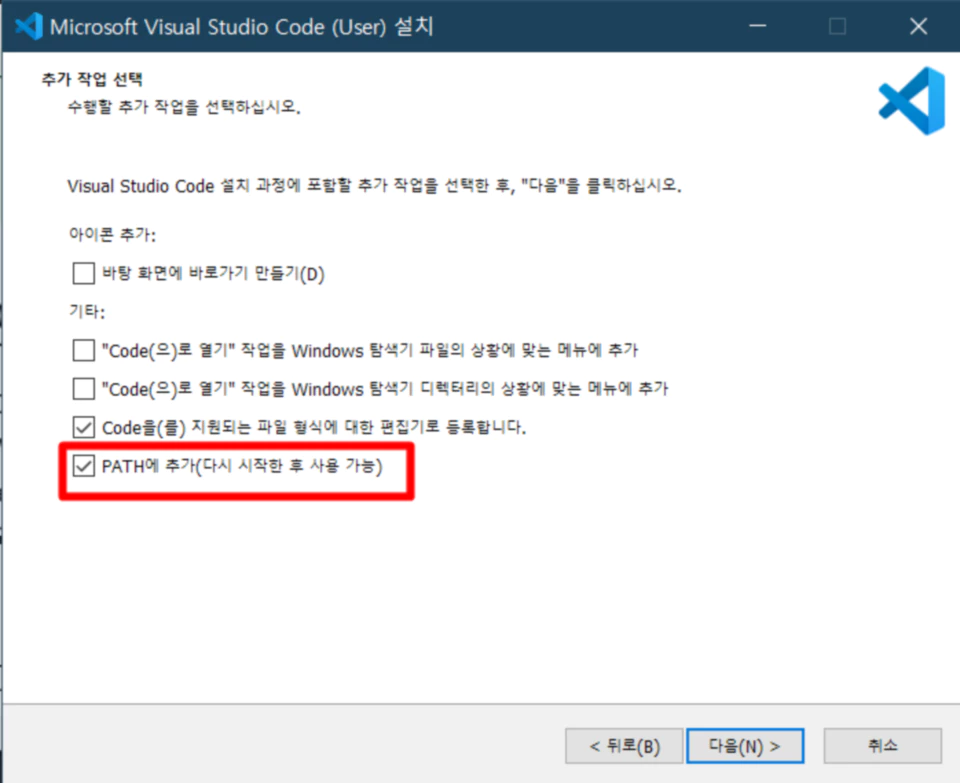 Microsoft Visual Studio Code (User) 설치
추가 작업 선택
수행할 추가 작업을 선택하십시오.
Visual Studio Code 설치 과정에 포함할 추가 작업을 선택한 후, "다음"을 클릭하십시오.
아이콘 추가:
바탕 화면에 바로가기 만들기(D)
기타:
"Code(으)로 열기" 작업을 Windows 탐색기 파일의 상황에 맞는 메뉴에 추가
"Code(으)로 열기" 작업을 Windows 탐색기 디렉터리의 상황에 맞는 메뉴에 추가
Code을(를) 지원되는 파일 형식에 대한 편집기로 등록합니다.
PATH에 추가(다시 시작한 후 사용 가능)
< 뒤로(B) 다음(N) > 취소